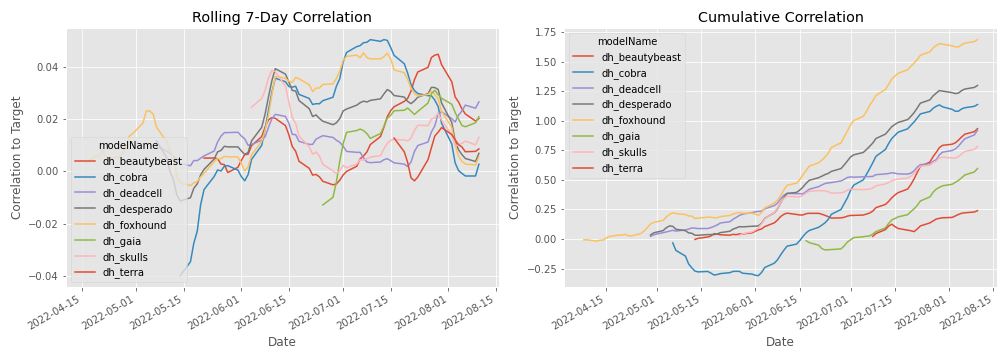 Rolling 7-Day Correlation
Correlation to Target
0.04
0.02
0.00
−0.02
−0.04
modelName
dh_beautybeast
dh_cobra
dh_deadcell
dh_desperado
dh_foxhound
dh_gaia
dh_skulls
dh_terra
2022-04-15
2022-05-01
2022-05-15
2022-06-01
2022-06-15
2022-07-01
2022-07-15
2022-08-01
2022-08-15
Date
Cumulative Correlation
Correlation to Target
1.75
1.50
1.25
1.00
0.75
0.50
0.25
0.00
−0.25
modelName
dh_beautybeast
dh_cobra
dh_deadcell
dh_desperado
dh_foxhound
dh_gaia
dh_skulls
dh_terra
2022-04-15
2022-05-01
2022-05-15
2022-06-01
2022-06-15
2022-07-01
2022-07-15
2022-08-01
2022-08-15
Date